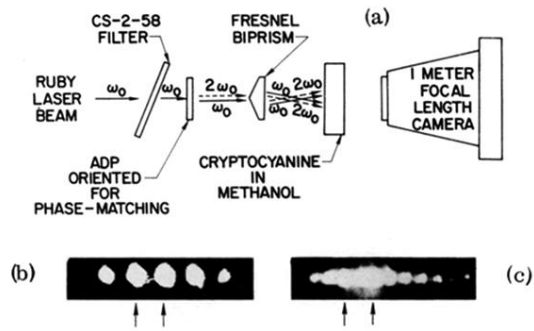 CS-2-58
FILTER
FRESNEL
BIPRISM
(a)
RUBY
LASER
BEAM
ω₀
ω₀
2ω₀
ω₀
ω₀ 2ω₀
ω₀ 2ω₀
1 METER
FOCAL
LENGTH
CAMERA
ADP
ORIENTED
FOR
PHASE-MATCHING
CRYPTOCYANINE
IN
METHANOL
(b)
(c)